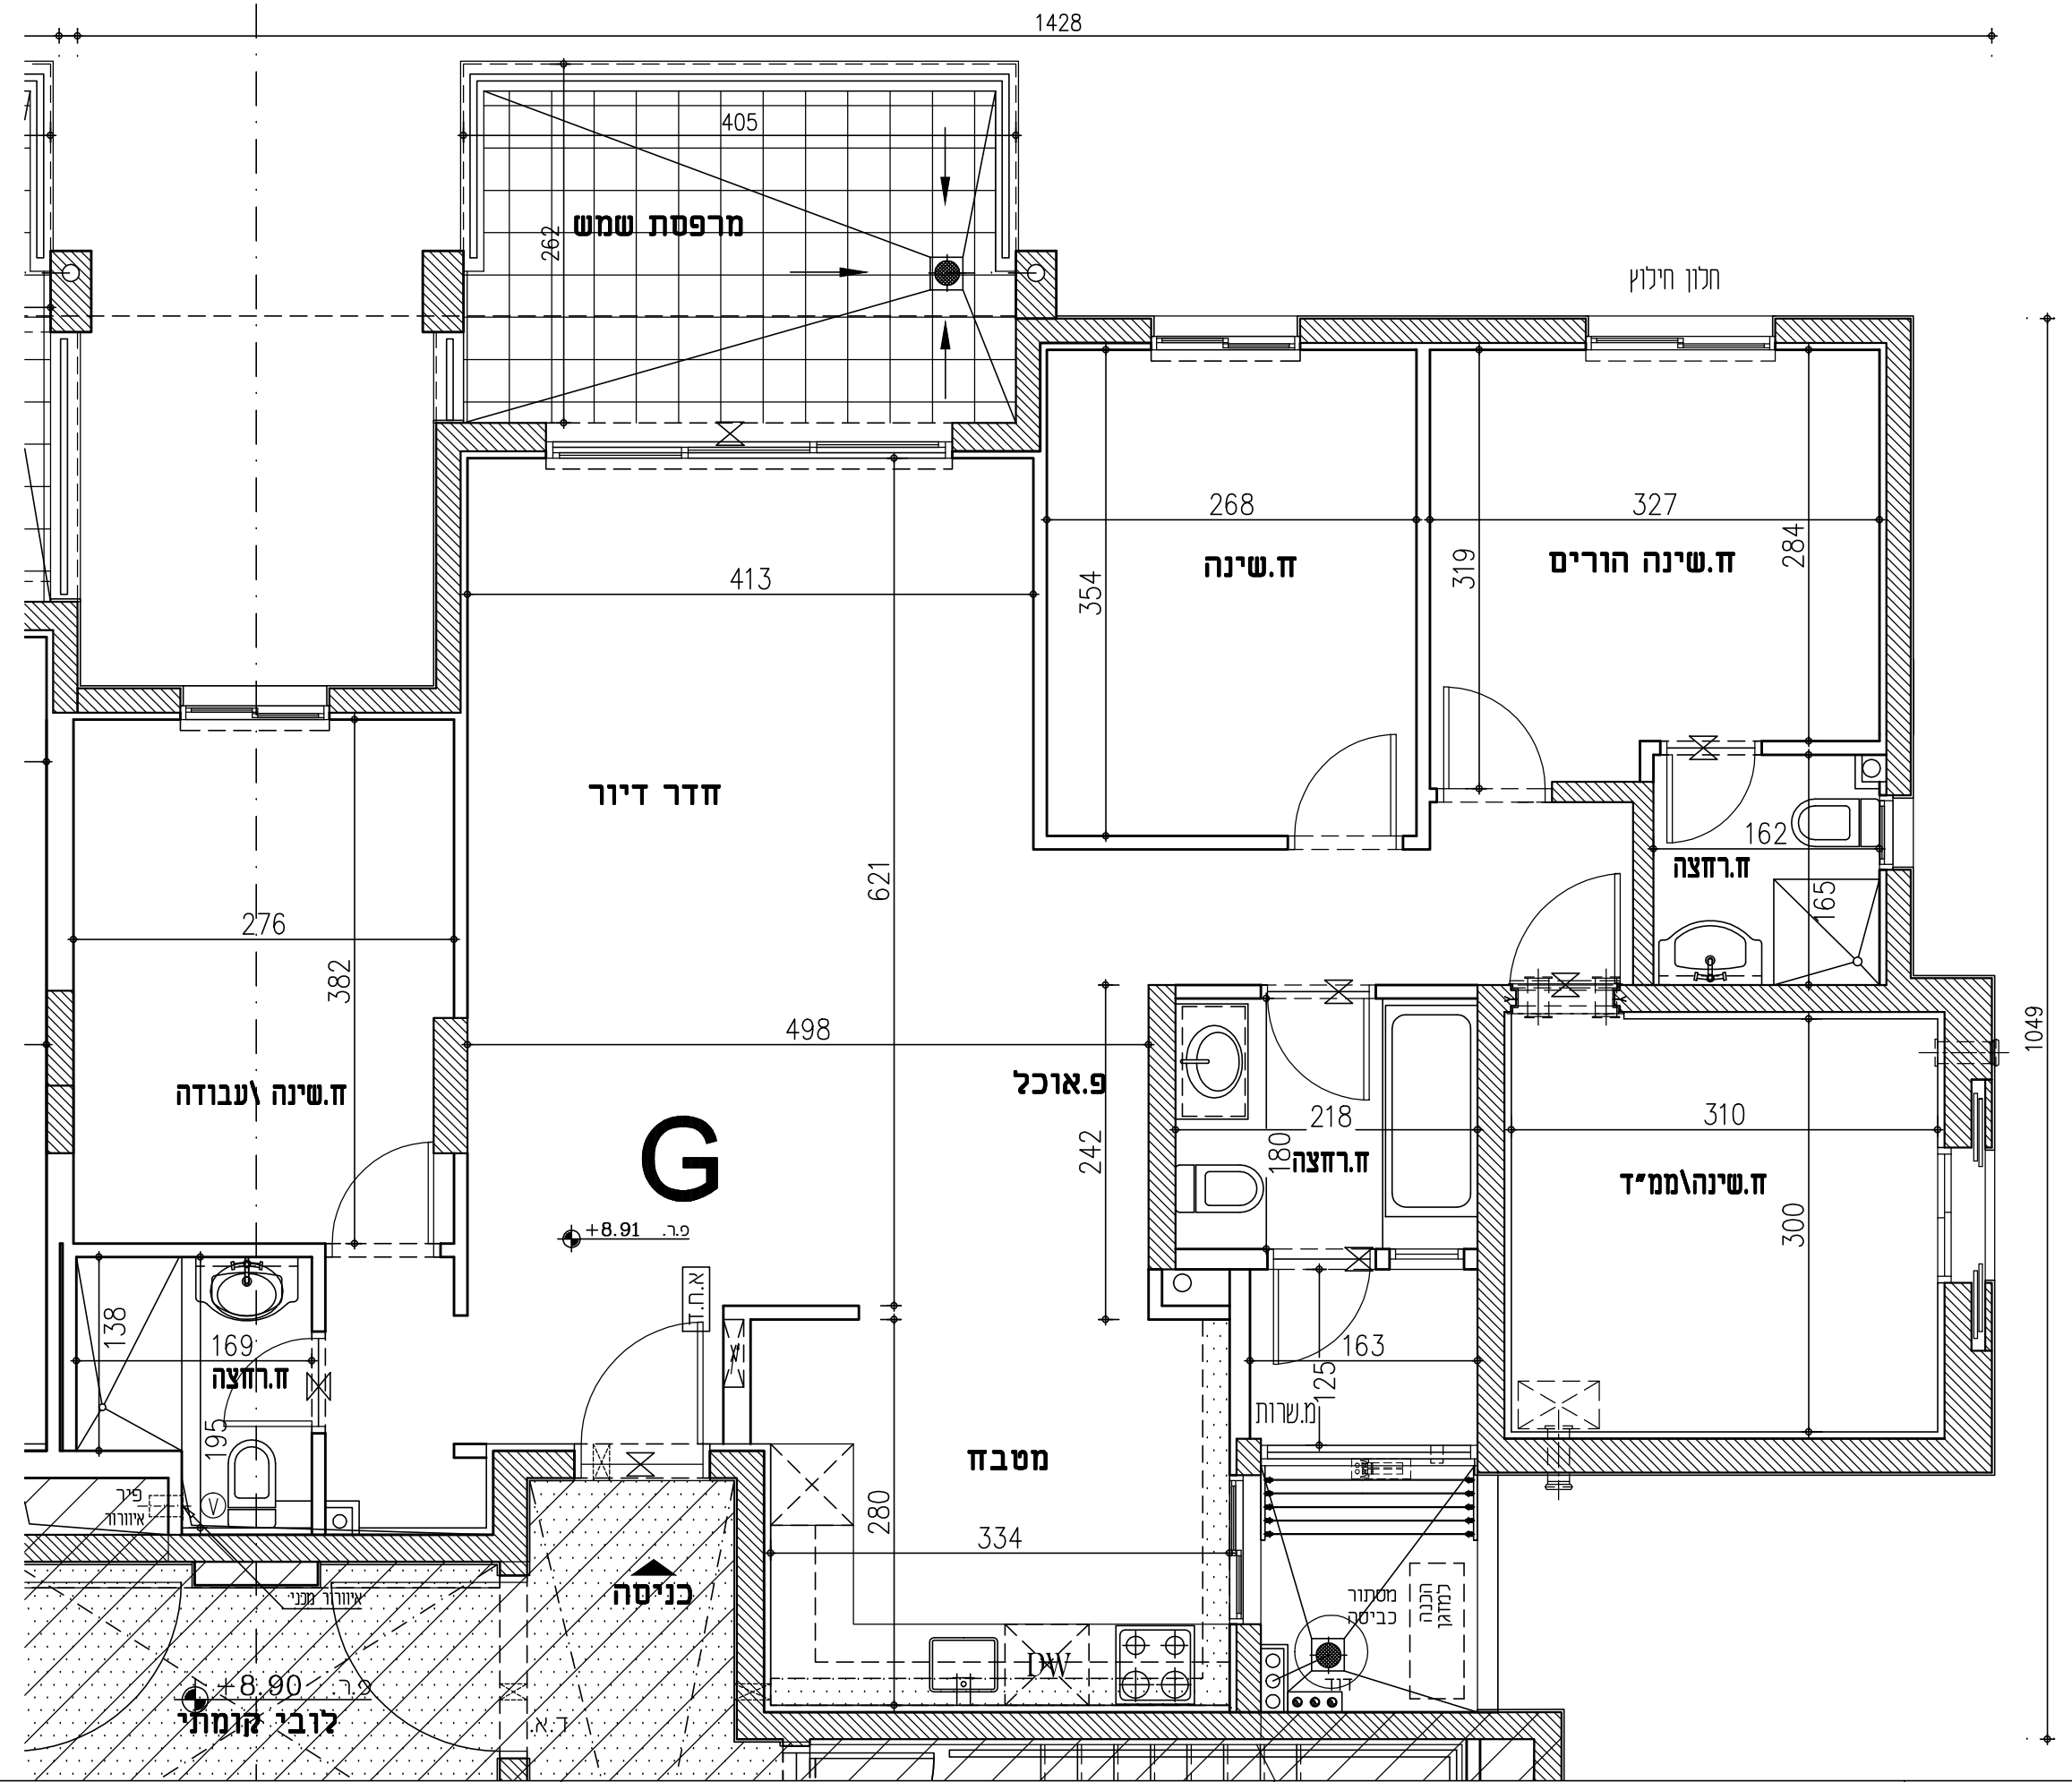 1428
405
262
מרפסת שמש
חלון חילוץ
268
327
284
319
354
413
ח.שינה
ח.שינה הורים
חדר דיור
621
162
ח.רחצה
165
276
382
498
1049
פ.אוכל
ח.שינה \עבודה
242
218
180
ח.רחצה
310
ח.שינה\ממ״ד
300
G
+8.91 פ.ר.
א.ח.ד
138
169
ח.רחצה
195
163
125
מ.שרות
מטבח
280
334
פיר
איוורור
V
כניסה
איוורור מכני
מסתור
כביסה
הכנה
למזגן
DW
דוד
+8.90 פ.ר.
לובי קומתי
ד.א.